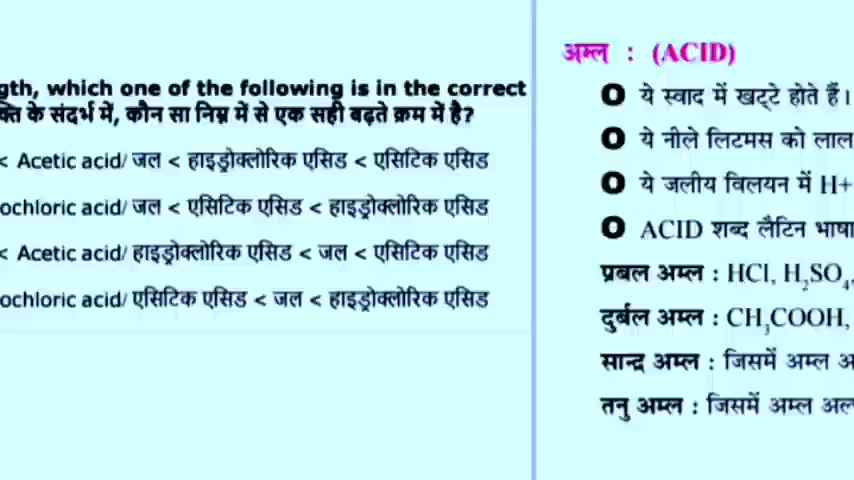 gth, which one of the following is in the correct
क्ति के संदर्भ में, कौन सा निम्न में से एक सही बढ़ते क्रम में है?
< Acetic acid/ जल < हाइड्रोक्लोरिक एसिड < एसिटिक एसिड
ochloric acid/ जल < एसिटिक एसिड < हाइड्रोक्लोरिक एसिड
< Acetic acid/ हाइड्रोक्लोरिक एसिड < जल < एसिटिक एसिड
ochloric acid/ एसिटिक एसिड < जल < हाइड्रोक्लोरिक एसिड
अम्ल : (ACID)
O ये स्वाद में खट्टे होते हैं।
O ये नीले लिटमस को लाल
O ये जलीय विलयन में H+
O ACID शब्द लैटिन भाषा
प्रबल अम्ल : HCl, H₂SO₄,
दुर्बल अम्ल : CH₃COOH,
सान्द्र अम्ल : जिसमें अम्ल अ
तनु अम्ल : जिसमें अम्ल अल्प